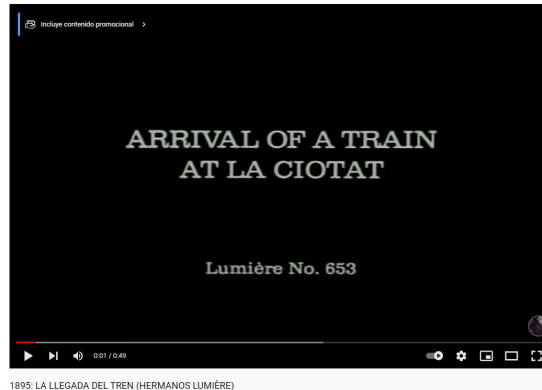 Incluye contenido promocional
ARRIVAL OF A TRAIN
AT LA CIOTAT
Lumière No. 653
0:01 / 0:49
1895: LA LLEGADA DEL TREN (HERMANOS LUMIÈRE)